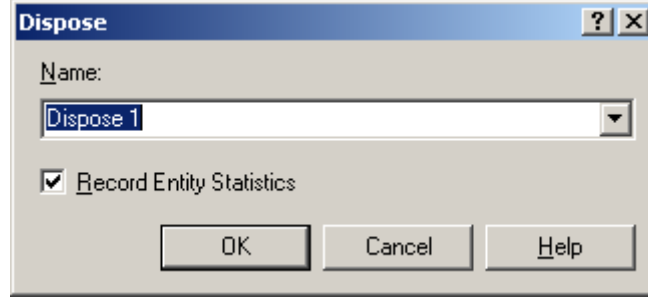 Dispose
Name:
Dispose 1
Record Entity Statistics
OK Cancel Help